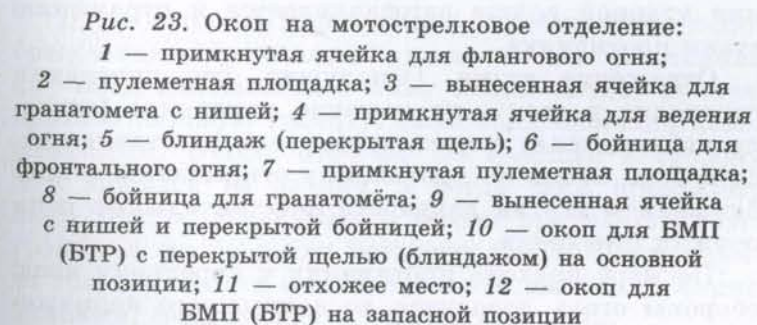 Рис. 23. Окоп на мотострелковое отделение:
1 — примкнутая ячейка для флангового огня;
2 — пулеметная площадка; 3 — вынесенная ячейка для
гранатомета с нишей; 4 — примкнутая ячейка для ведения
огня; 5 — блиндаж (перекрытая щель); 6 — бойница для
фронтального огня; 7 — примкнутая пулеметная площадка;
8 — бойница для гранатомёта; 9 — вынесенная ячейка
с нишей и перекрытой бойницей; 10 — окоп для БМП
(БТР) с перекрытой щелью (блиндажом) на основной
позиции; 11 — отхожее место; 12 — окоп для
БМП (БТР) на запасной позиции